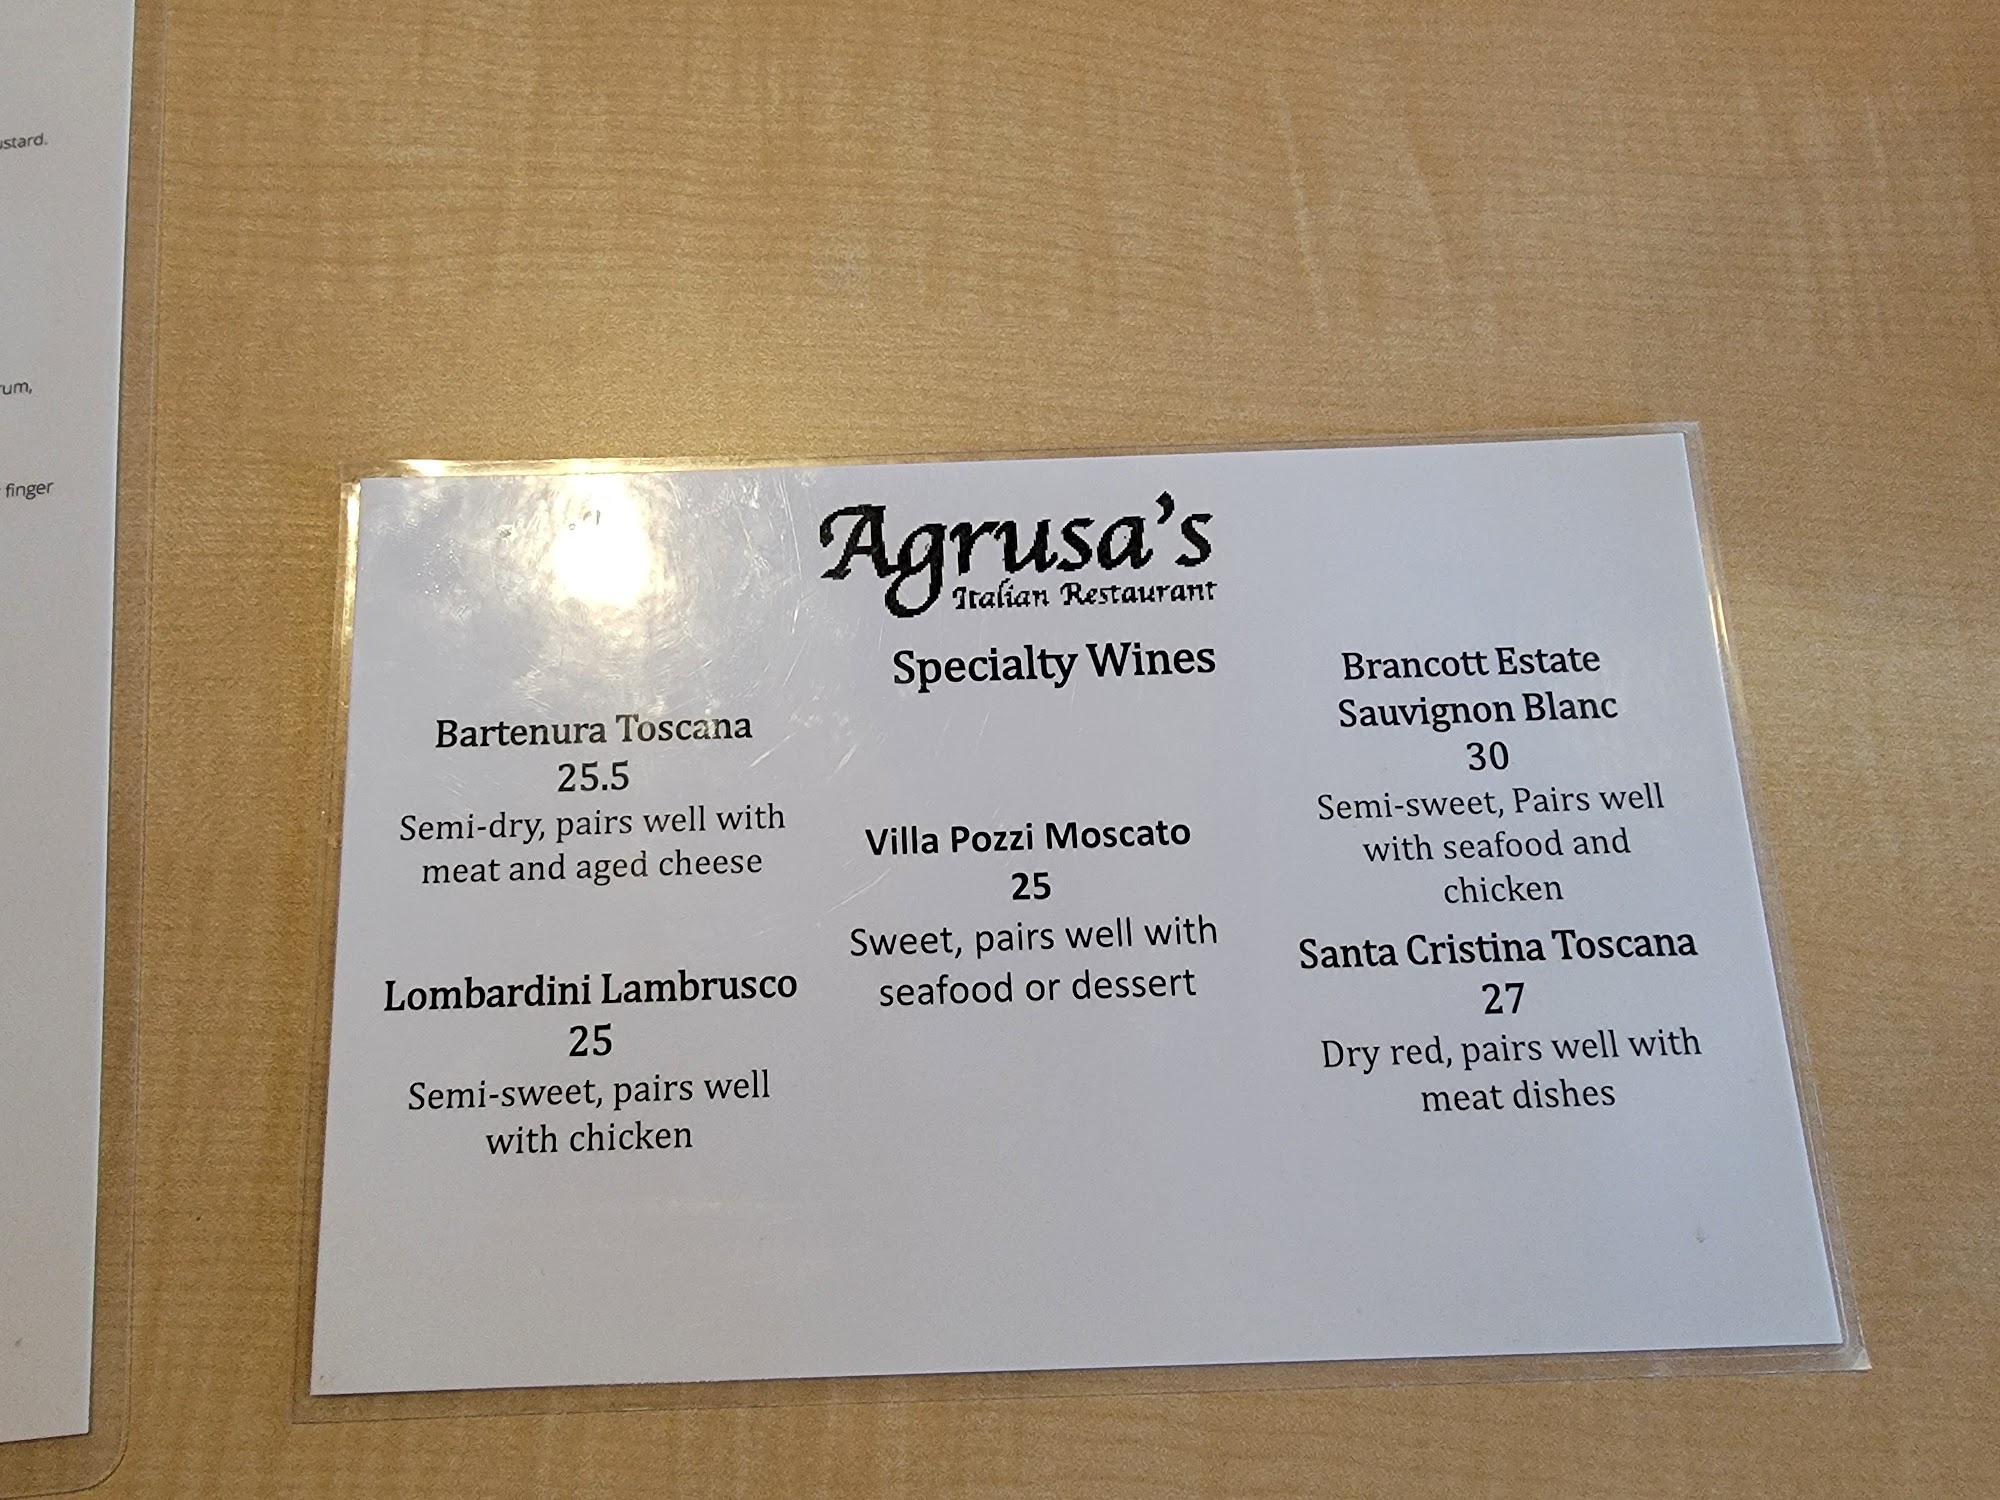 rum,
finger
Agrusa's
Italian Restaurant
Specialty Wines
Bartenura Toscana
25.5
Semi-dry, pairs well with
meat and aged cheese
Lombardini Lambrusco
25
Semi-sweet, pairs well
with chicken
Villa Pozzi Moscato
25
Sweet, pairs well with
seafood or dessert
Brancott Estate
Sauvignon Blanc
30
Semi-sweet, Pairs well
with seafood and
chicken
Santa Cristina Toscana
27
Dry red, pairs well with
meat dishes